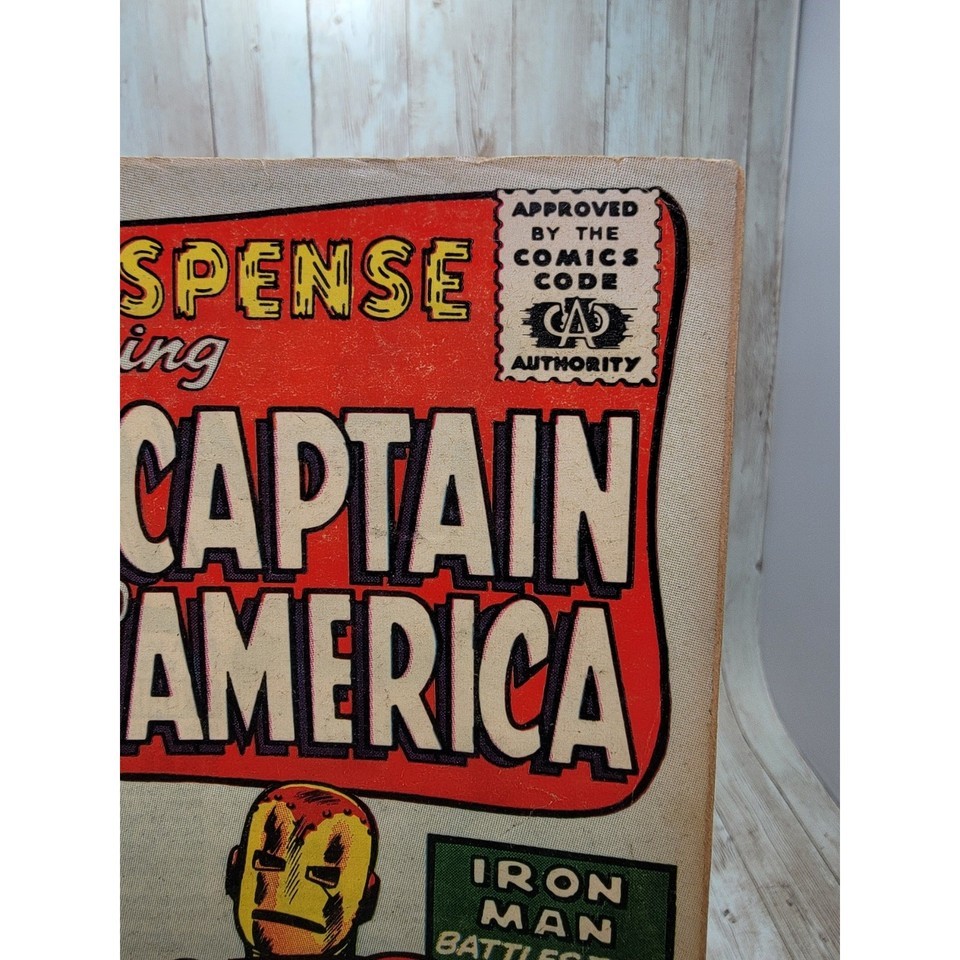 SPENSE
ing
APPROVED
BY THE
COMICS
CODE
CA
AUTHORITY
CAPTAIN
AMERICA
IRON
MAN